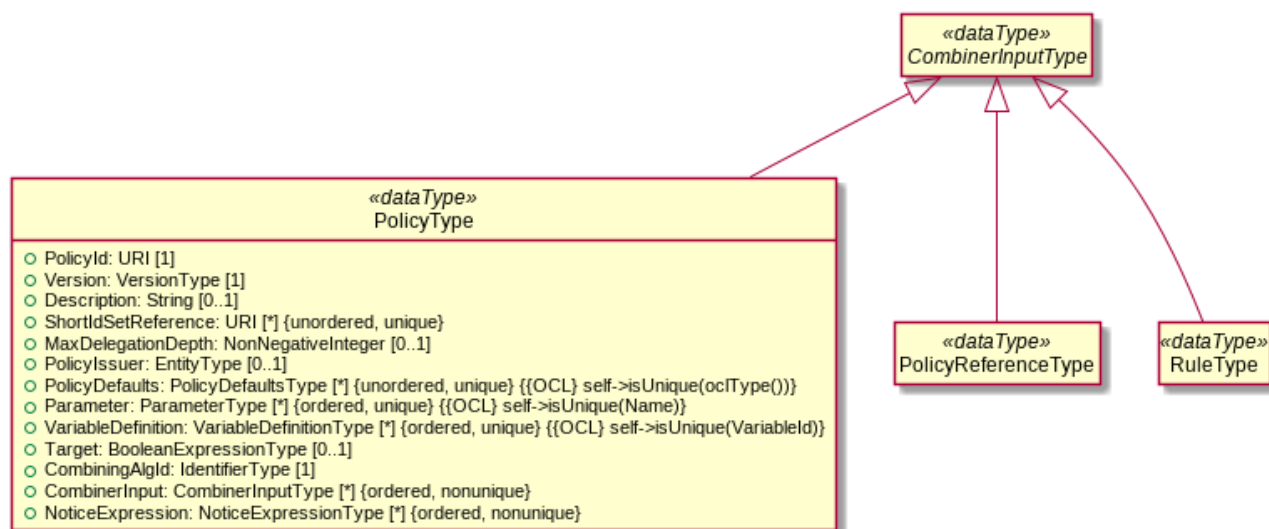 «dataType»
CombinerInputType
«dataType»
PolicyType
PolicyId: URI [1]
Version: VersionType [1]
Description: String [0..1]
ShortIdSetReference: URI [*] {unordered, unique}
MaxDelegationDepth: NonNegativeInteger [0..1]
PolicyIssuer: EntityType [0..1]
PolicyDefaults: PolicyDefaultsType [*] {unordered, unique} {{OCL} self->isUnique(oclType())}
Parameter: ParameterType [*] {ordered, unique} {{OCL} self->isUnique(Name)}
VariableDefinition: VariableDefinitionType [*] {ordered, unique} {{OCL} self->isUnique(VariableId)}
Target: BooleanExpressionType [0..1]
CombiningAlgId: IdentifierType [1]
CombinerInput: CombinerInputType [*] {ordered, nonunique}
NoticeExpression: NoticeExpressionType [*] {ordered, nonunique}
«dataType»
PolicyReferenceType
«dataType»
RuleType